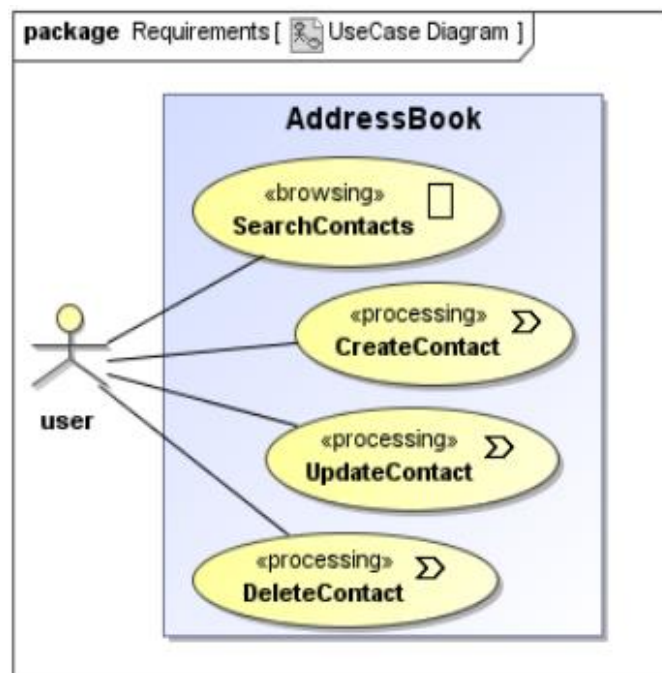 package Requirements[ UseCase Diagram ]
AddressBook
«browsing»
SearchContacts
«processing»
CreateContact
user
«processing»
UpdateContact
«processing»
DeleteContact